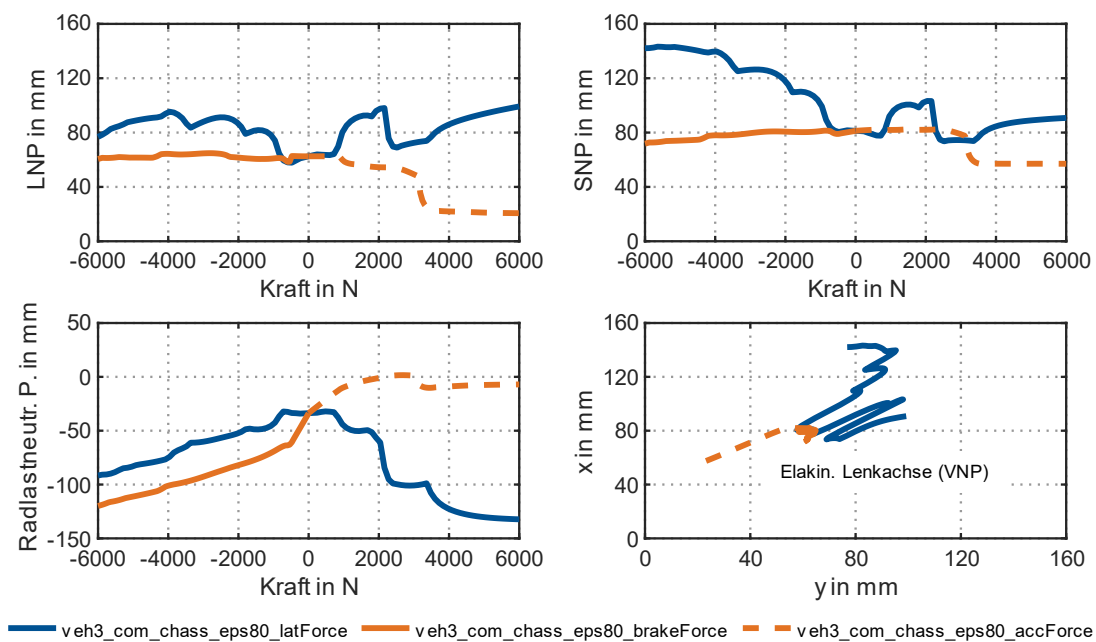 160
120
80
40
0
LNP in mm
-6000 -4000 -2000 0 2000 4000 6000
Kraft in N
160
120
80
40
0
SNP in mm
-6000 -4000 -2000 0 2000 4000 6000
Kraft in N
50
0
-50
-100
-150
Radlastneutr. P. in mm
-6000 -4000 -2000 0 2000 4000 6000
Kraft in N
160
120
80
40
0
x in mm
Elakin. Lenkachse (VNP)
0 40 80 120 160
y in mm
veh3_com_chass_eps80_latForce veh3_com_chass_eps80_brakeForce veh3_com_chass_eps80_accForce